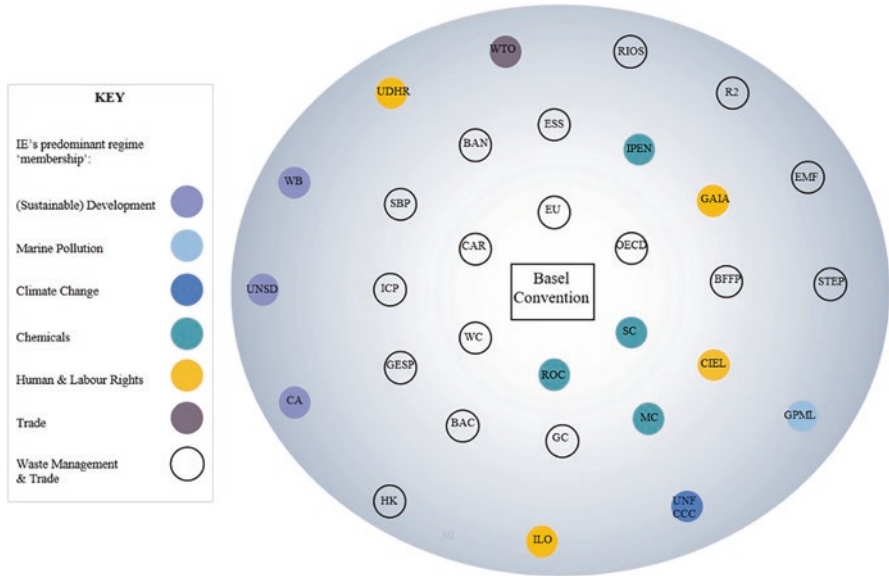 KEY
IE's predominant regime
'membership':
(Sustainable) Development
Marine Pollution
Climate Change
Chemicals
Human & Labour Rights
Trade
Waste Management
& Trade
WTO
RIOS
UDHR
R2
ESS
BAN
IPEN
WB
EMF
SBP
GAIA
EU
CAR
OECD
Basel
Convention
UNSD
ICP
BFFP
STEP
WC
SC
GESP
ROC
CIEL
CA
MC
GPML
BAC
GC
HK
UNF
CCC
ILO
30